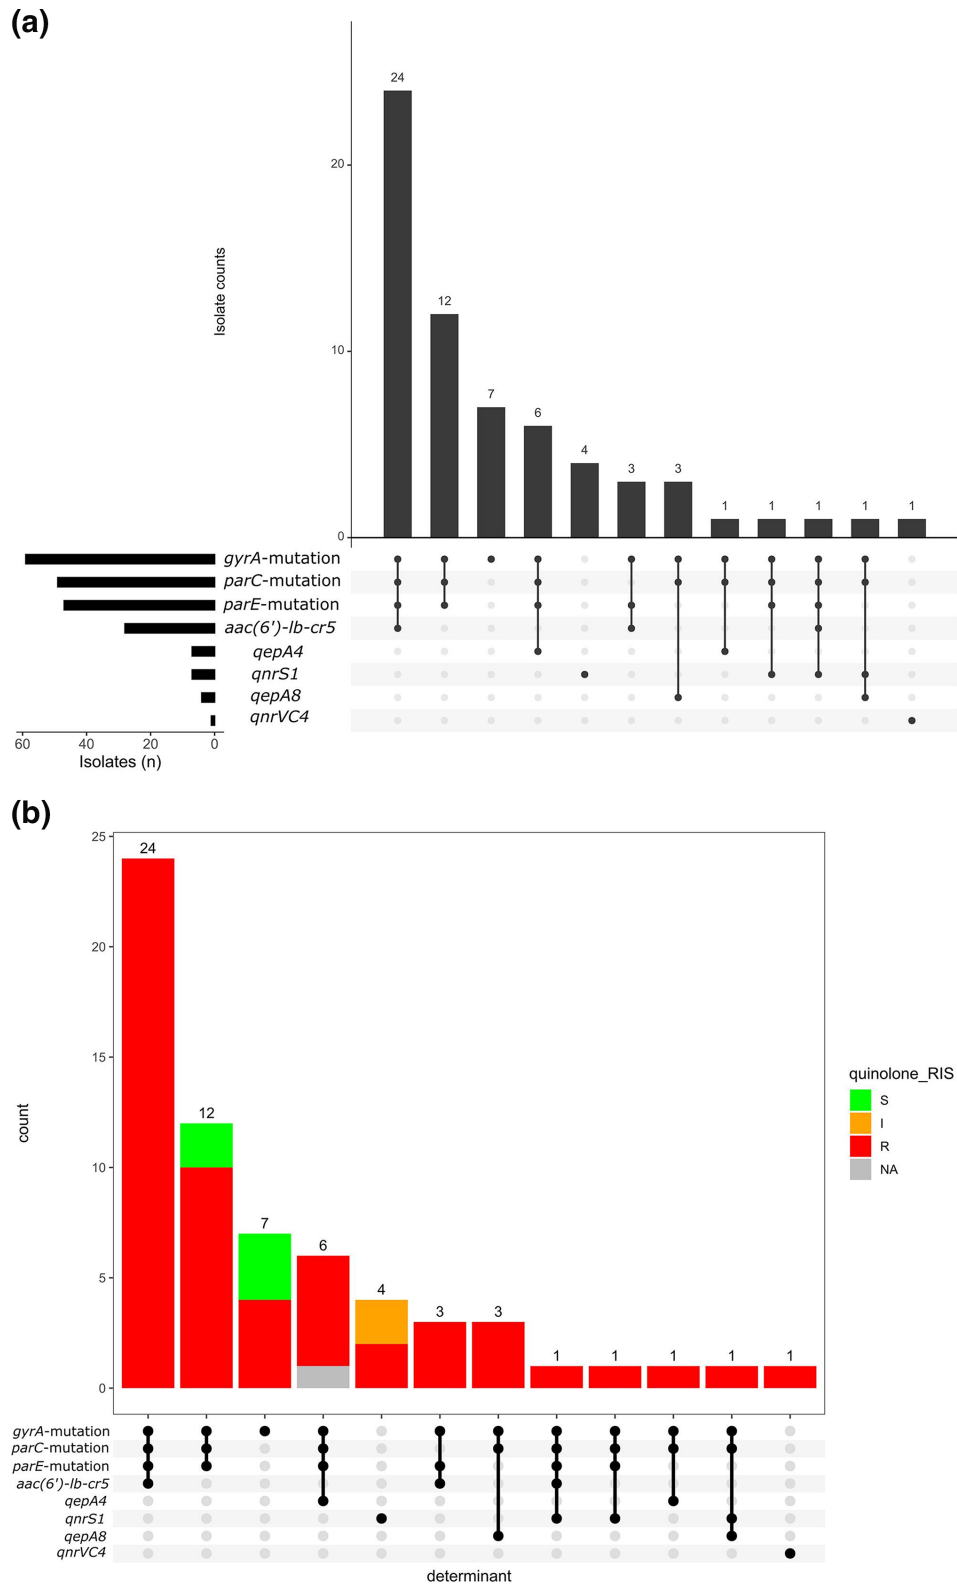 (a)
24
20
12
10
7
6
4
3
3
1
1
1
1
1
0
Isolate counts
gyrA-mutation
parC-mutation
parE-mutation
aac(6')-lb-cr5
qepA4
qnrS1
qepA8
qnrVC4
60 40 20 0
Isolates (n)
(b)
25
24
20
15
12
10
7
6
5
4
3
3
1
1
1
1
1
0
count
quinolone_RIS
S
I
R
NA
gyrA-mutation
parC-mutation
parE-mutation
aac(6')-lb-cr5
qepA4
qnrS1
qepA8
qnrVC4
determinant